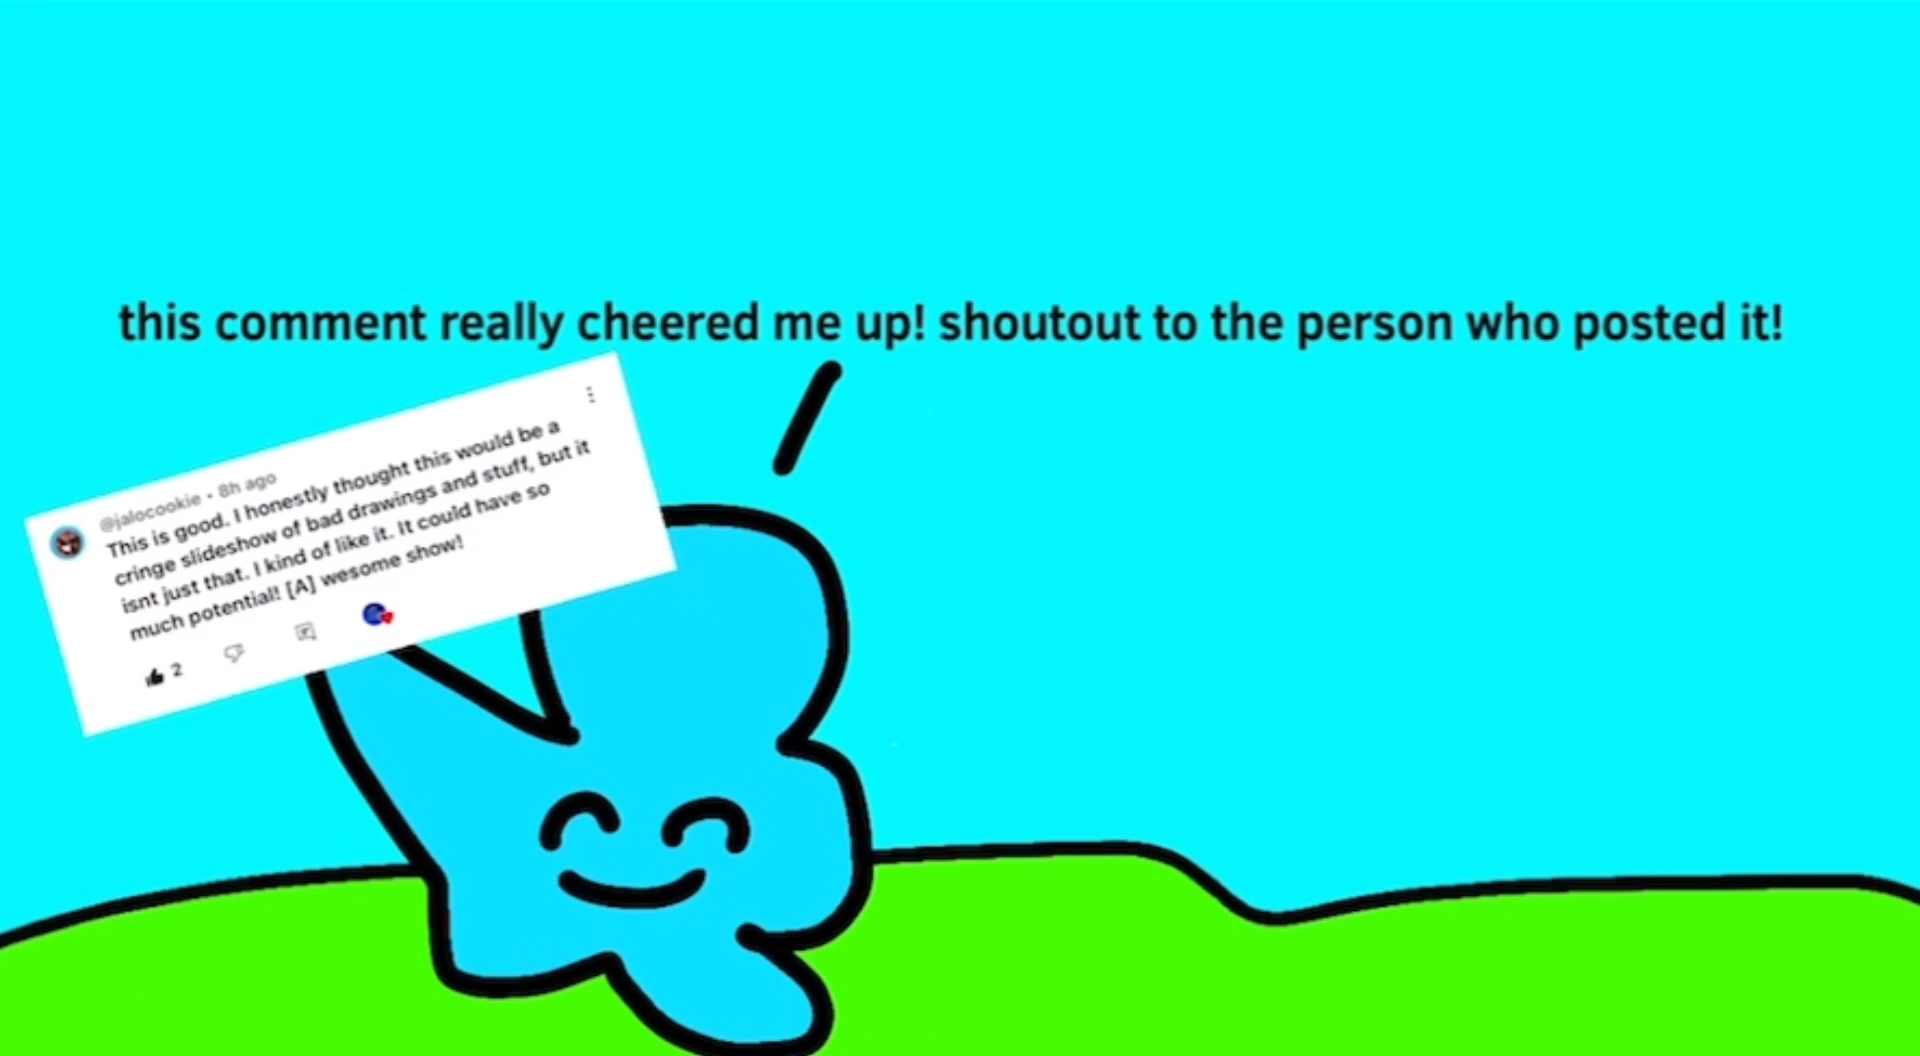 this comment really cheered me up! shoutout to the person who posted it!
@jalocookie • 8h ago
This is good. I honestly thought this would be a
cringe slideshow of bad drawings and stuff, but it
isnt just that. I kind of like it. It could have so
much potential! [A] wesome show!
2